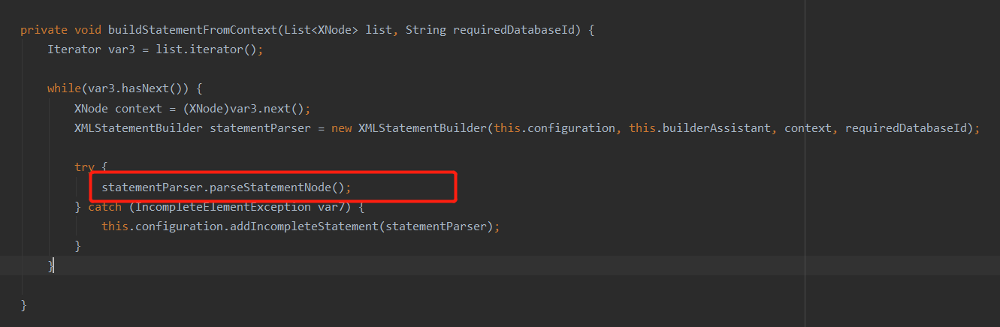 private void buildStatementFromContext(List<XNode> list, String requiredDatabaseId) {
Iterator var3 = list.iterator();
while(var3.hasNext()) {
XNode context = (XNode)var3.next();
XMLStatementBuilder statementParser = new XMLStatementBuilder(this.configuration, this.builderAssistant, context, requiredDatabaseId);
try {
statementParser.parseStatementNode();
} catch (IncompleteElementException var7) {
this.configuration.addIncompleteStatement(statementParser);
}
}
}